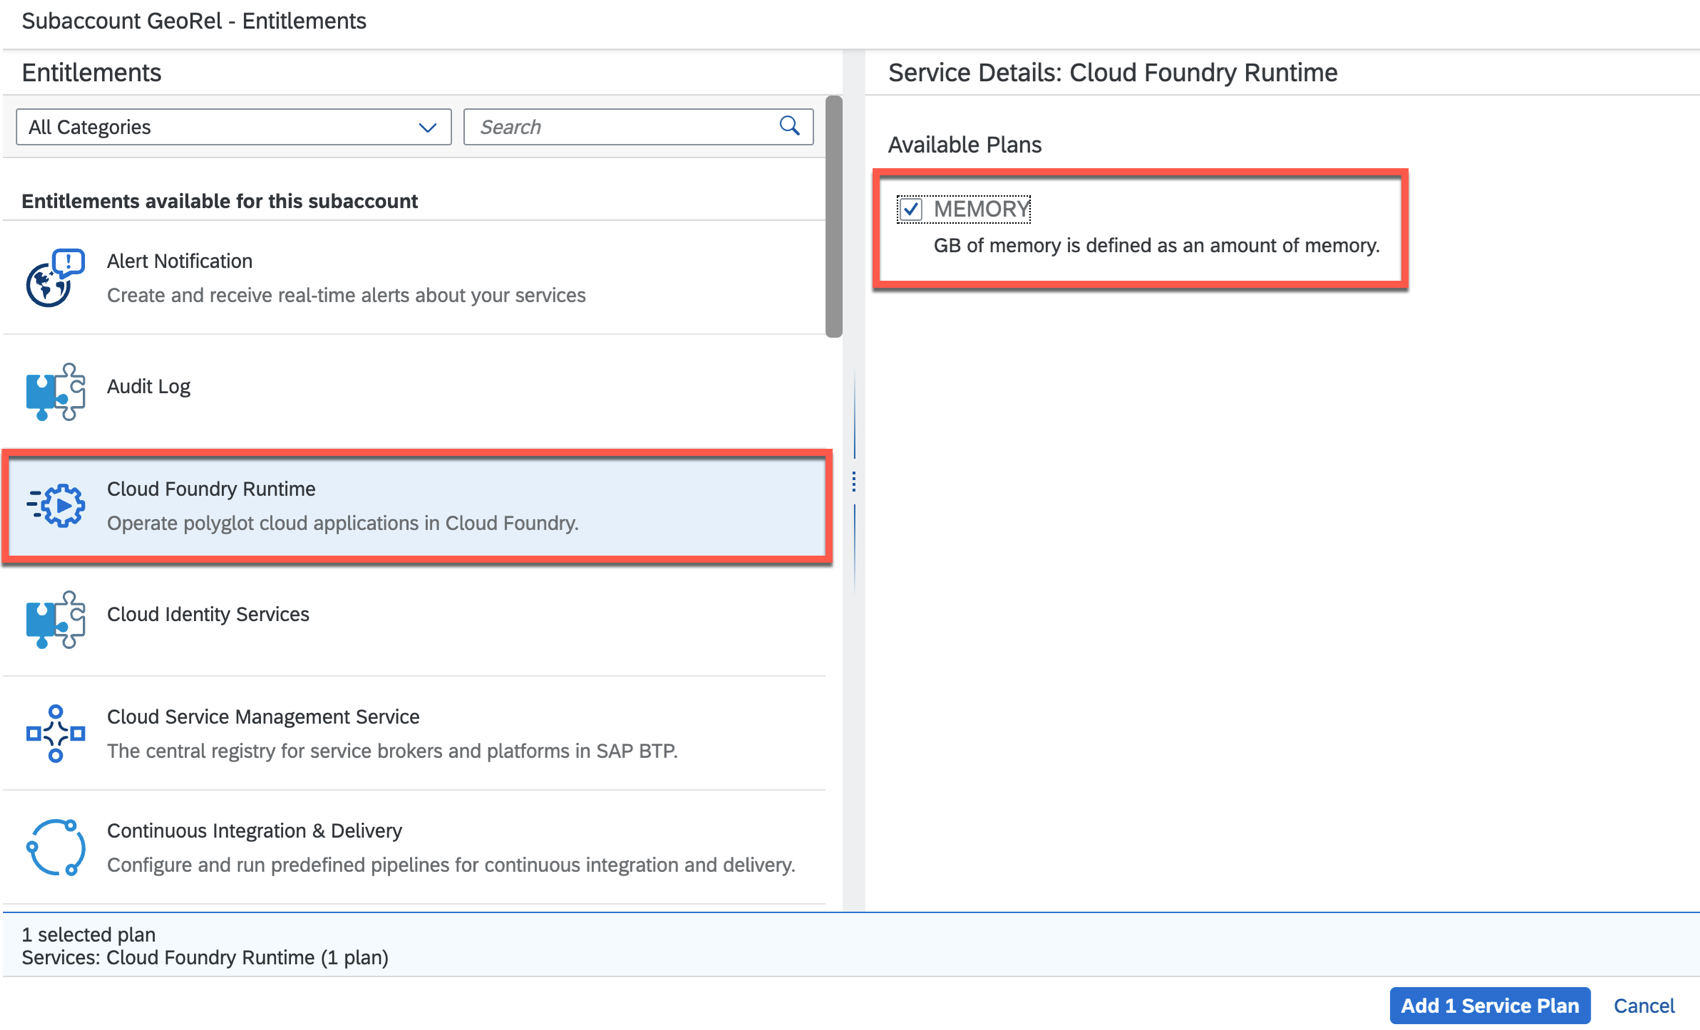 Subaccount GeoRel - Entitlements
Entitlements
All Categories
Search
Entitlements available for this subaccount
Alert Notification
Create and receive real-time alerts about your services
Audit Log
Cloud Foundry Runtime
Operate polyglot cloud applications in Cloud Foundry.
Cloud Identity Services
Cloud Service Management Service
The central registry for service brokers and platforms in SAP BTP.
Continuous Integration & Delivery
Configure and run predefined pipelines for continuous integration and delivery.
Service Details: Cloud Foundry Runtime
Available Plans
MEMORY
GB of memory is defined as an amount of memory.
1 selected plan
Services: Cloud Foundry Runtime (1 plan)
Add 1 Service Plan
Cancel